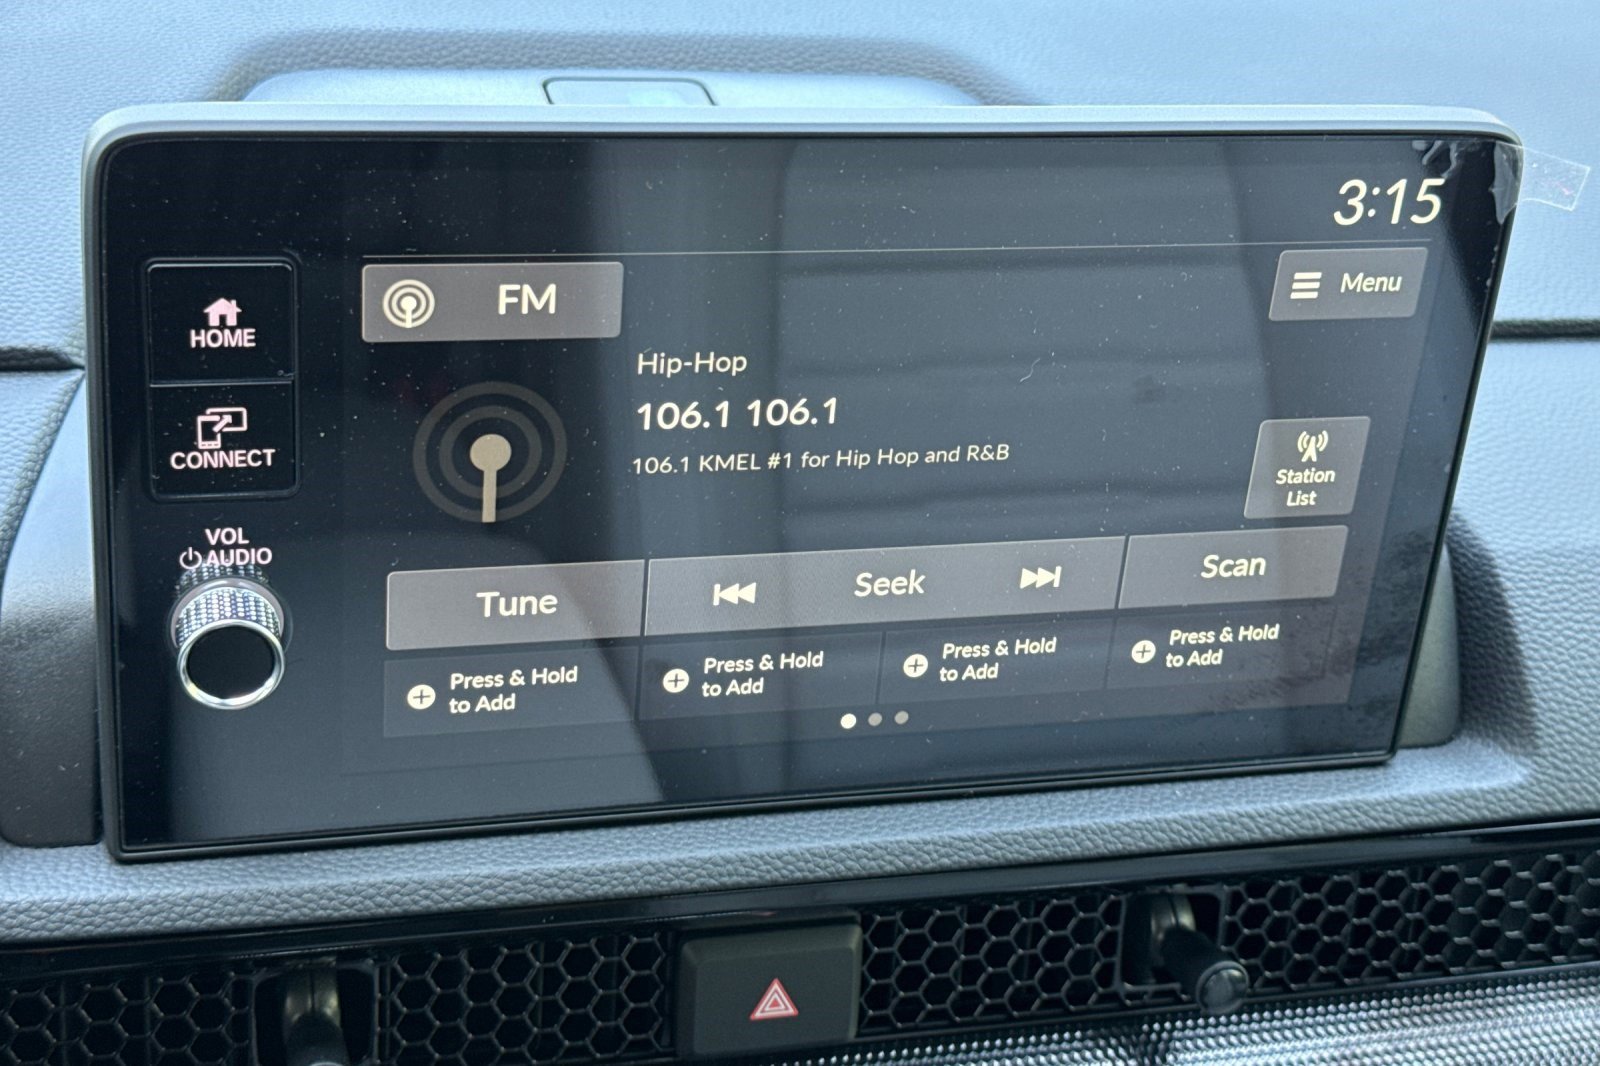 3:15
HOME
FM
Menu
Hip-Hop
106.1 106.1
106.1 KMEL #1 for Hip Hop and R&B
CONNECT
Station
List
VOL
AUDIO
Tune
Seek
Scan
Press & Hold
to Add
Press & Hold
to Add
Press & Hold
to Add
Press & Hold
to Add